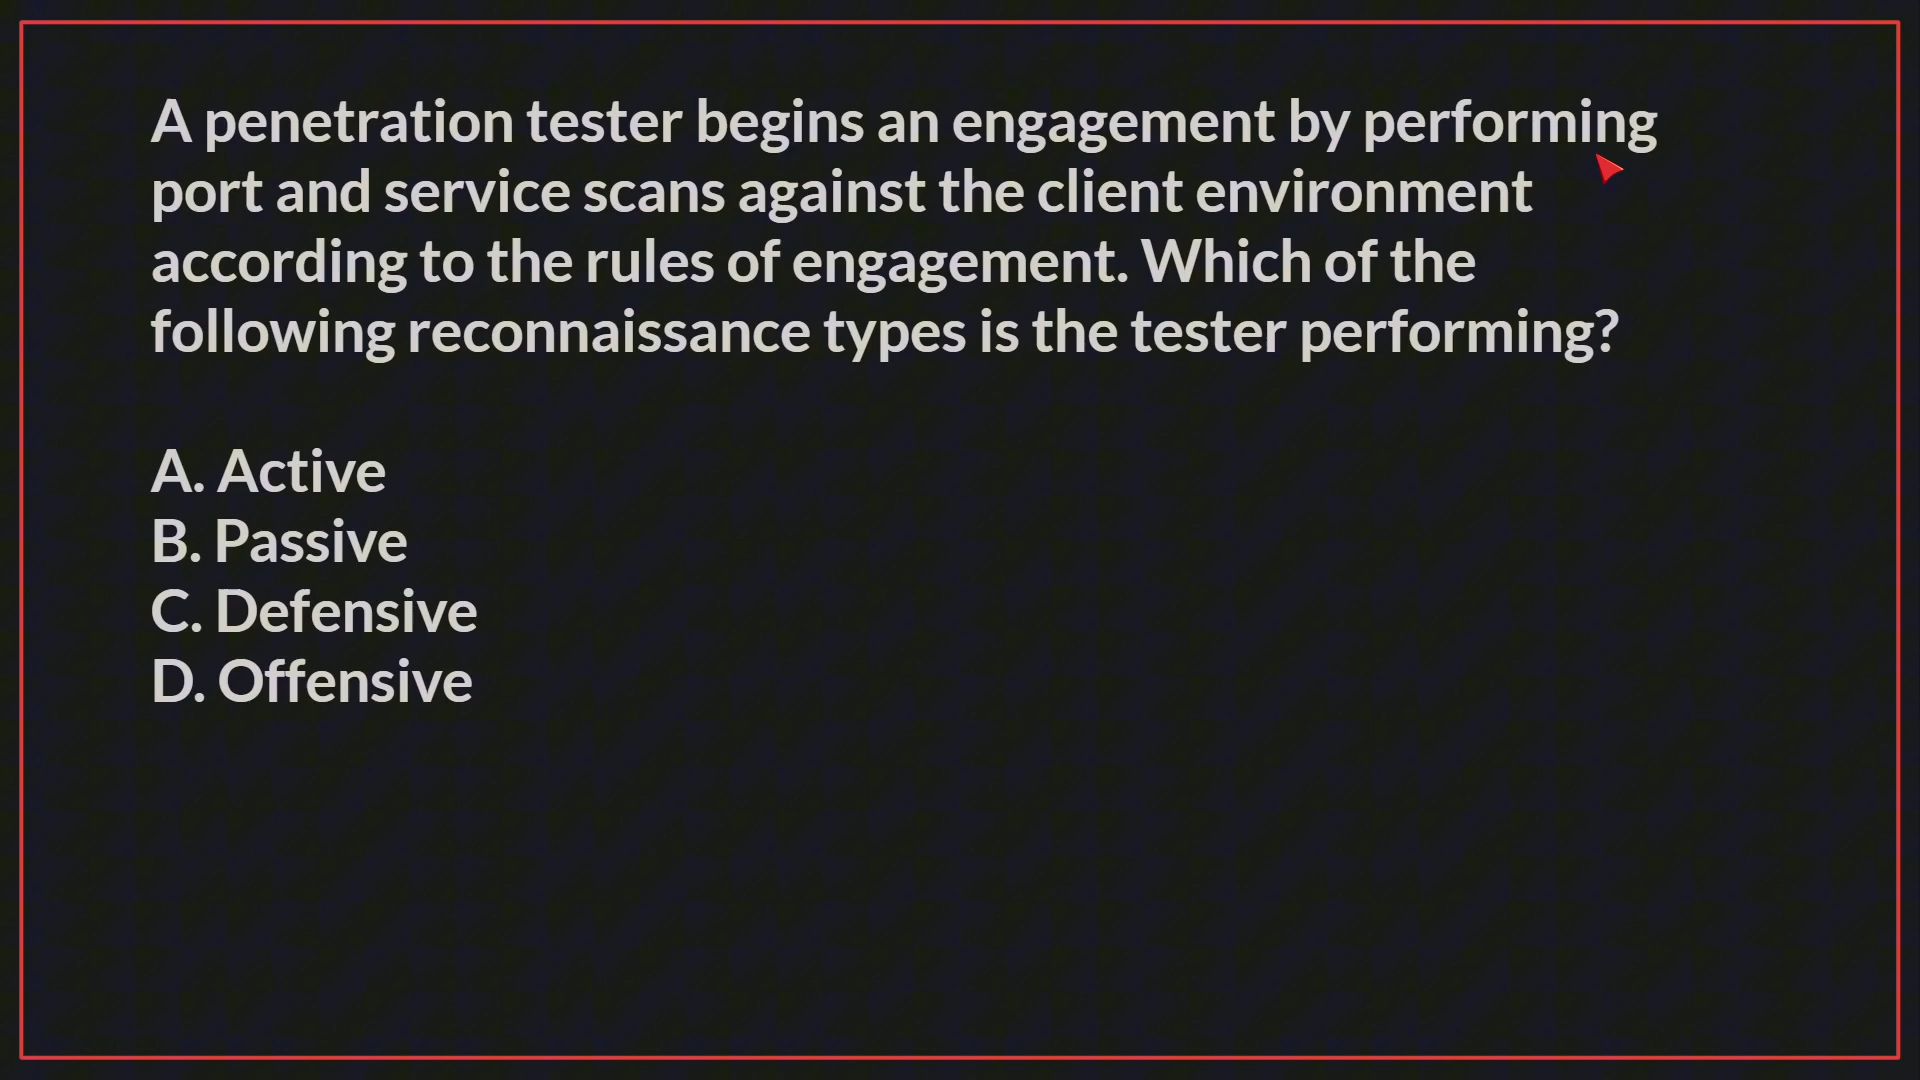 A penetration tester begins an engagement by performing
port and service scans against the client environment
according to the rules of engagement. Which of the
following reconnaissance types is the tester performing?
A. Active
B. Passive
C. Defensive
D. Offensive